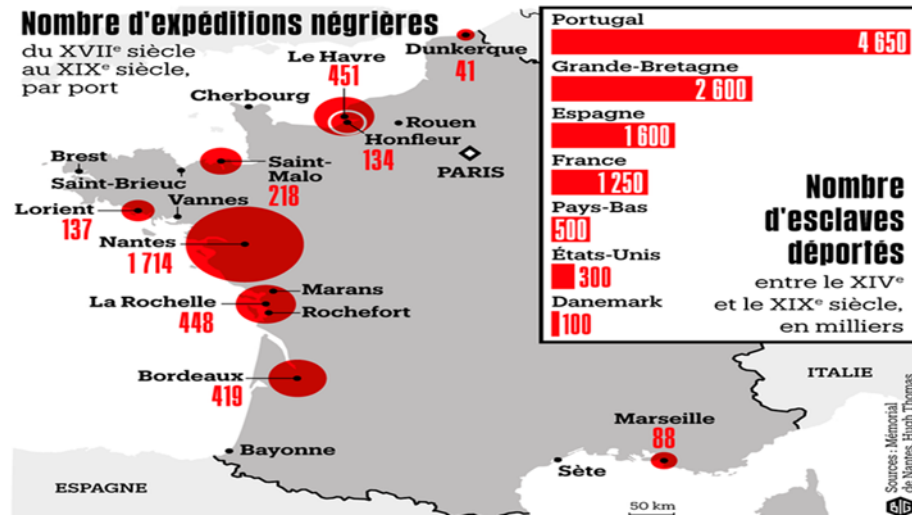 Nombre d'expéditions négrières
du XVIIᵉ siècle
au XIXᵉ siècle,
par port
Dunkerque
41
Le Havre
451
Cherbourg
Rouen
Honfleur
134
PARIS
Brest
Saint-Brieuc
Saint-
Malo
218
Vannes
Lorient
137
Nantes
1 714
Marans
La Rochelle
448
Rochefort
Bordeaux
419
Bayonne
ESPAGNE
Marseille
88
Sète
ITALIE
50 km
Portugal
4 650
Grande-Bretagne
2 600
Espagne
1 600
France
1 250
Pays-Bas
500
États-Unis
300
Danemark
100
Nombre
d'esclaves
déportés
entre le XIVᵉ
et le XIXᵉ siècle,
en milliers
Sources : Mémorial
de Nantes, Hugh Thomas